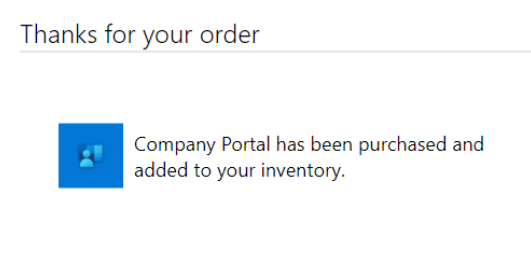 Thanks for your order
Company Portal has been purchased and
added to your inventory.